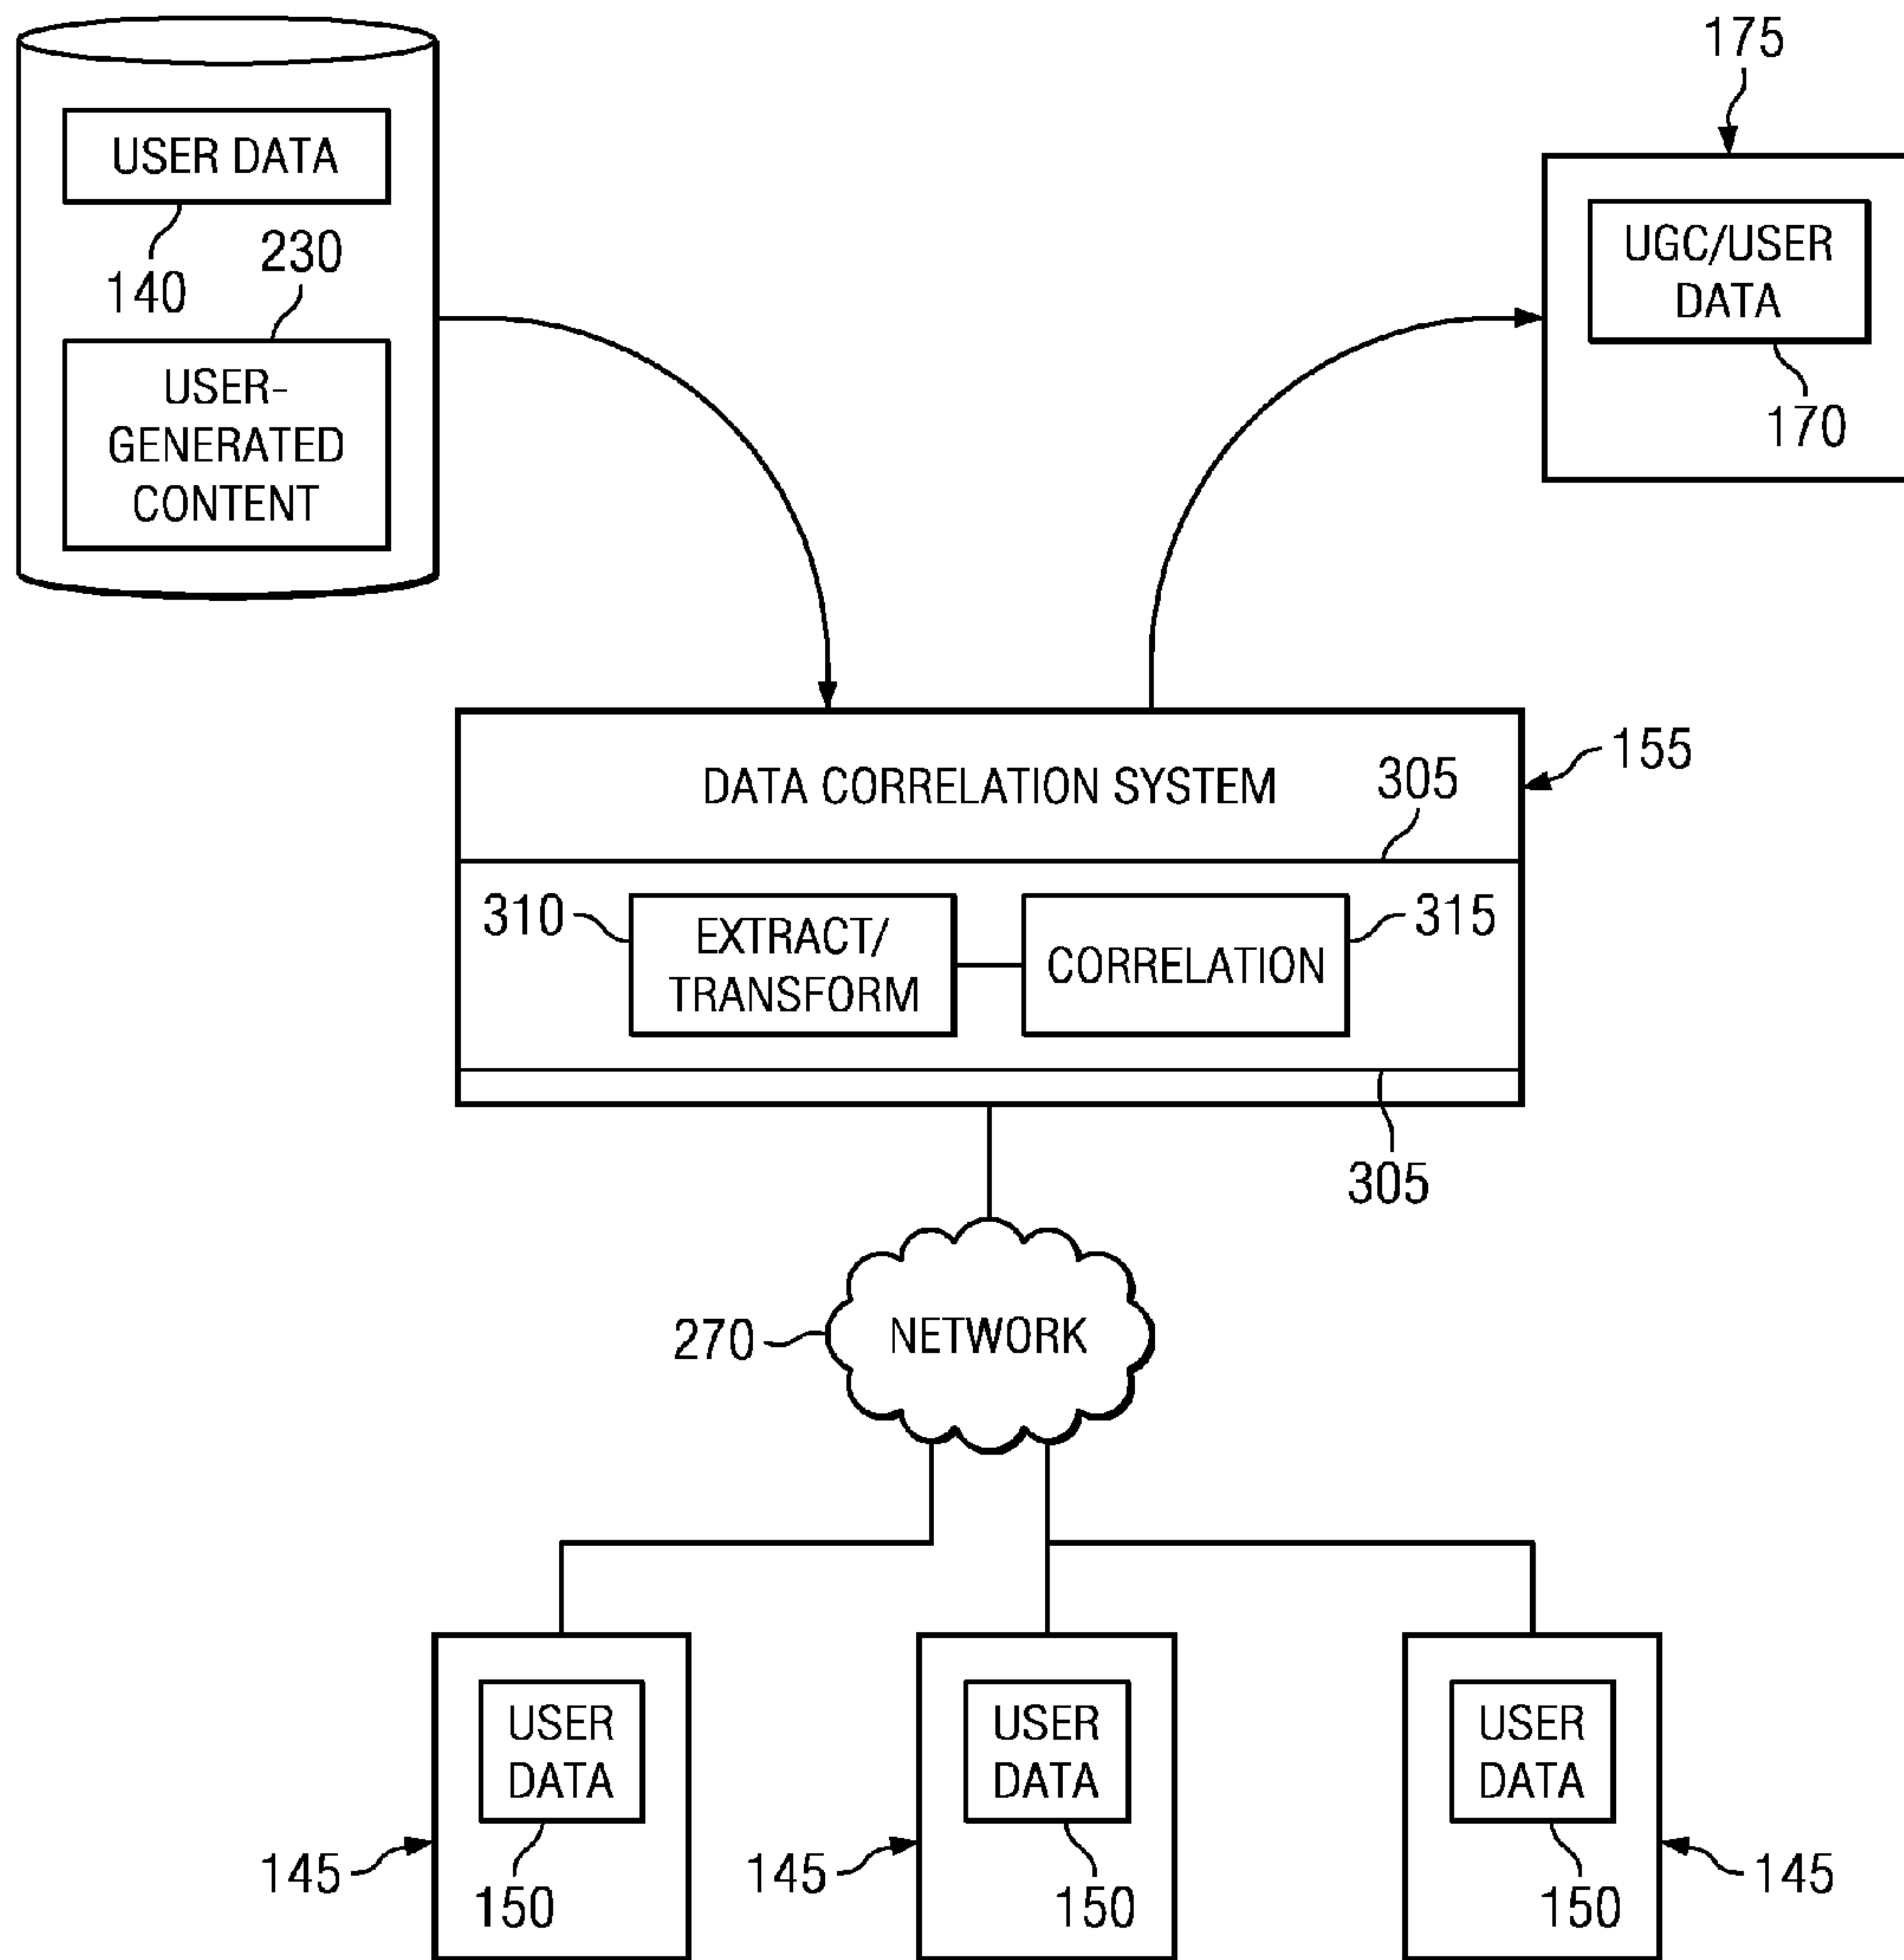 175
USER DATA
140
230
USER-
GENERATED
CONTENT
UGC/USER
DATA
170
155
DATA CORRELATION SYSTEM
305
310
EXTRACT/
TRANSFORM
CORRELATION
315
305
270
NETWORK
USER
DATA
USER
DATA
USER
DATA
145
150
145
150
150
145